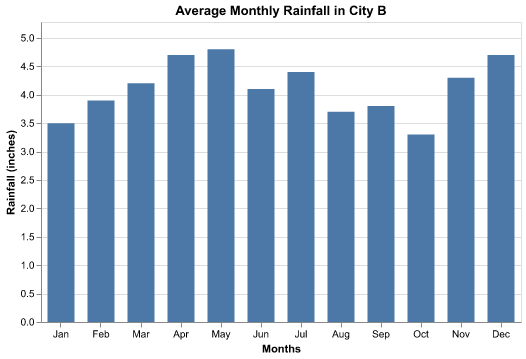 Average Monthly Rainfall in City B
5.0
4.5
4.0
3.5
3.0
2.5
2.0
1.5
1.0
0.5
0.0
Rainfall (inches)
Jan Feb Mar Apr May Jun Jul Aug Sep Oct Nov Dec
Months